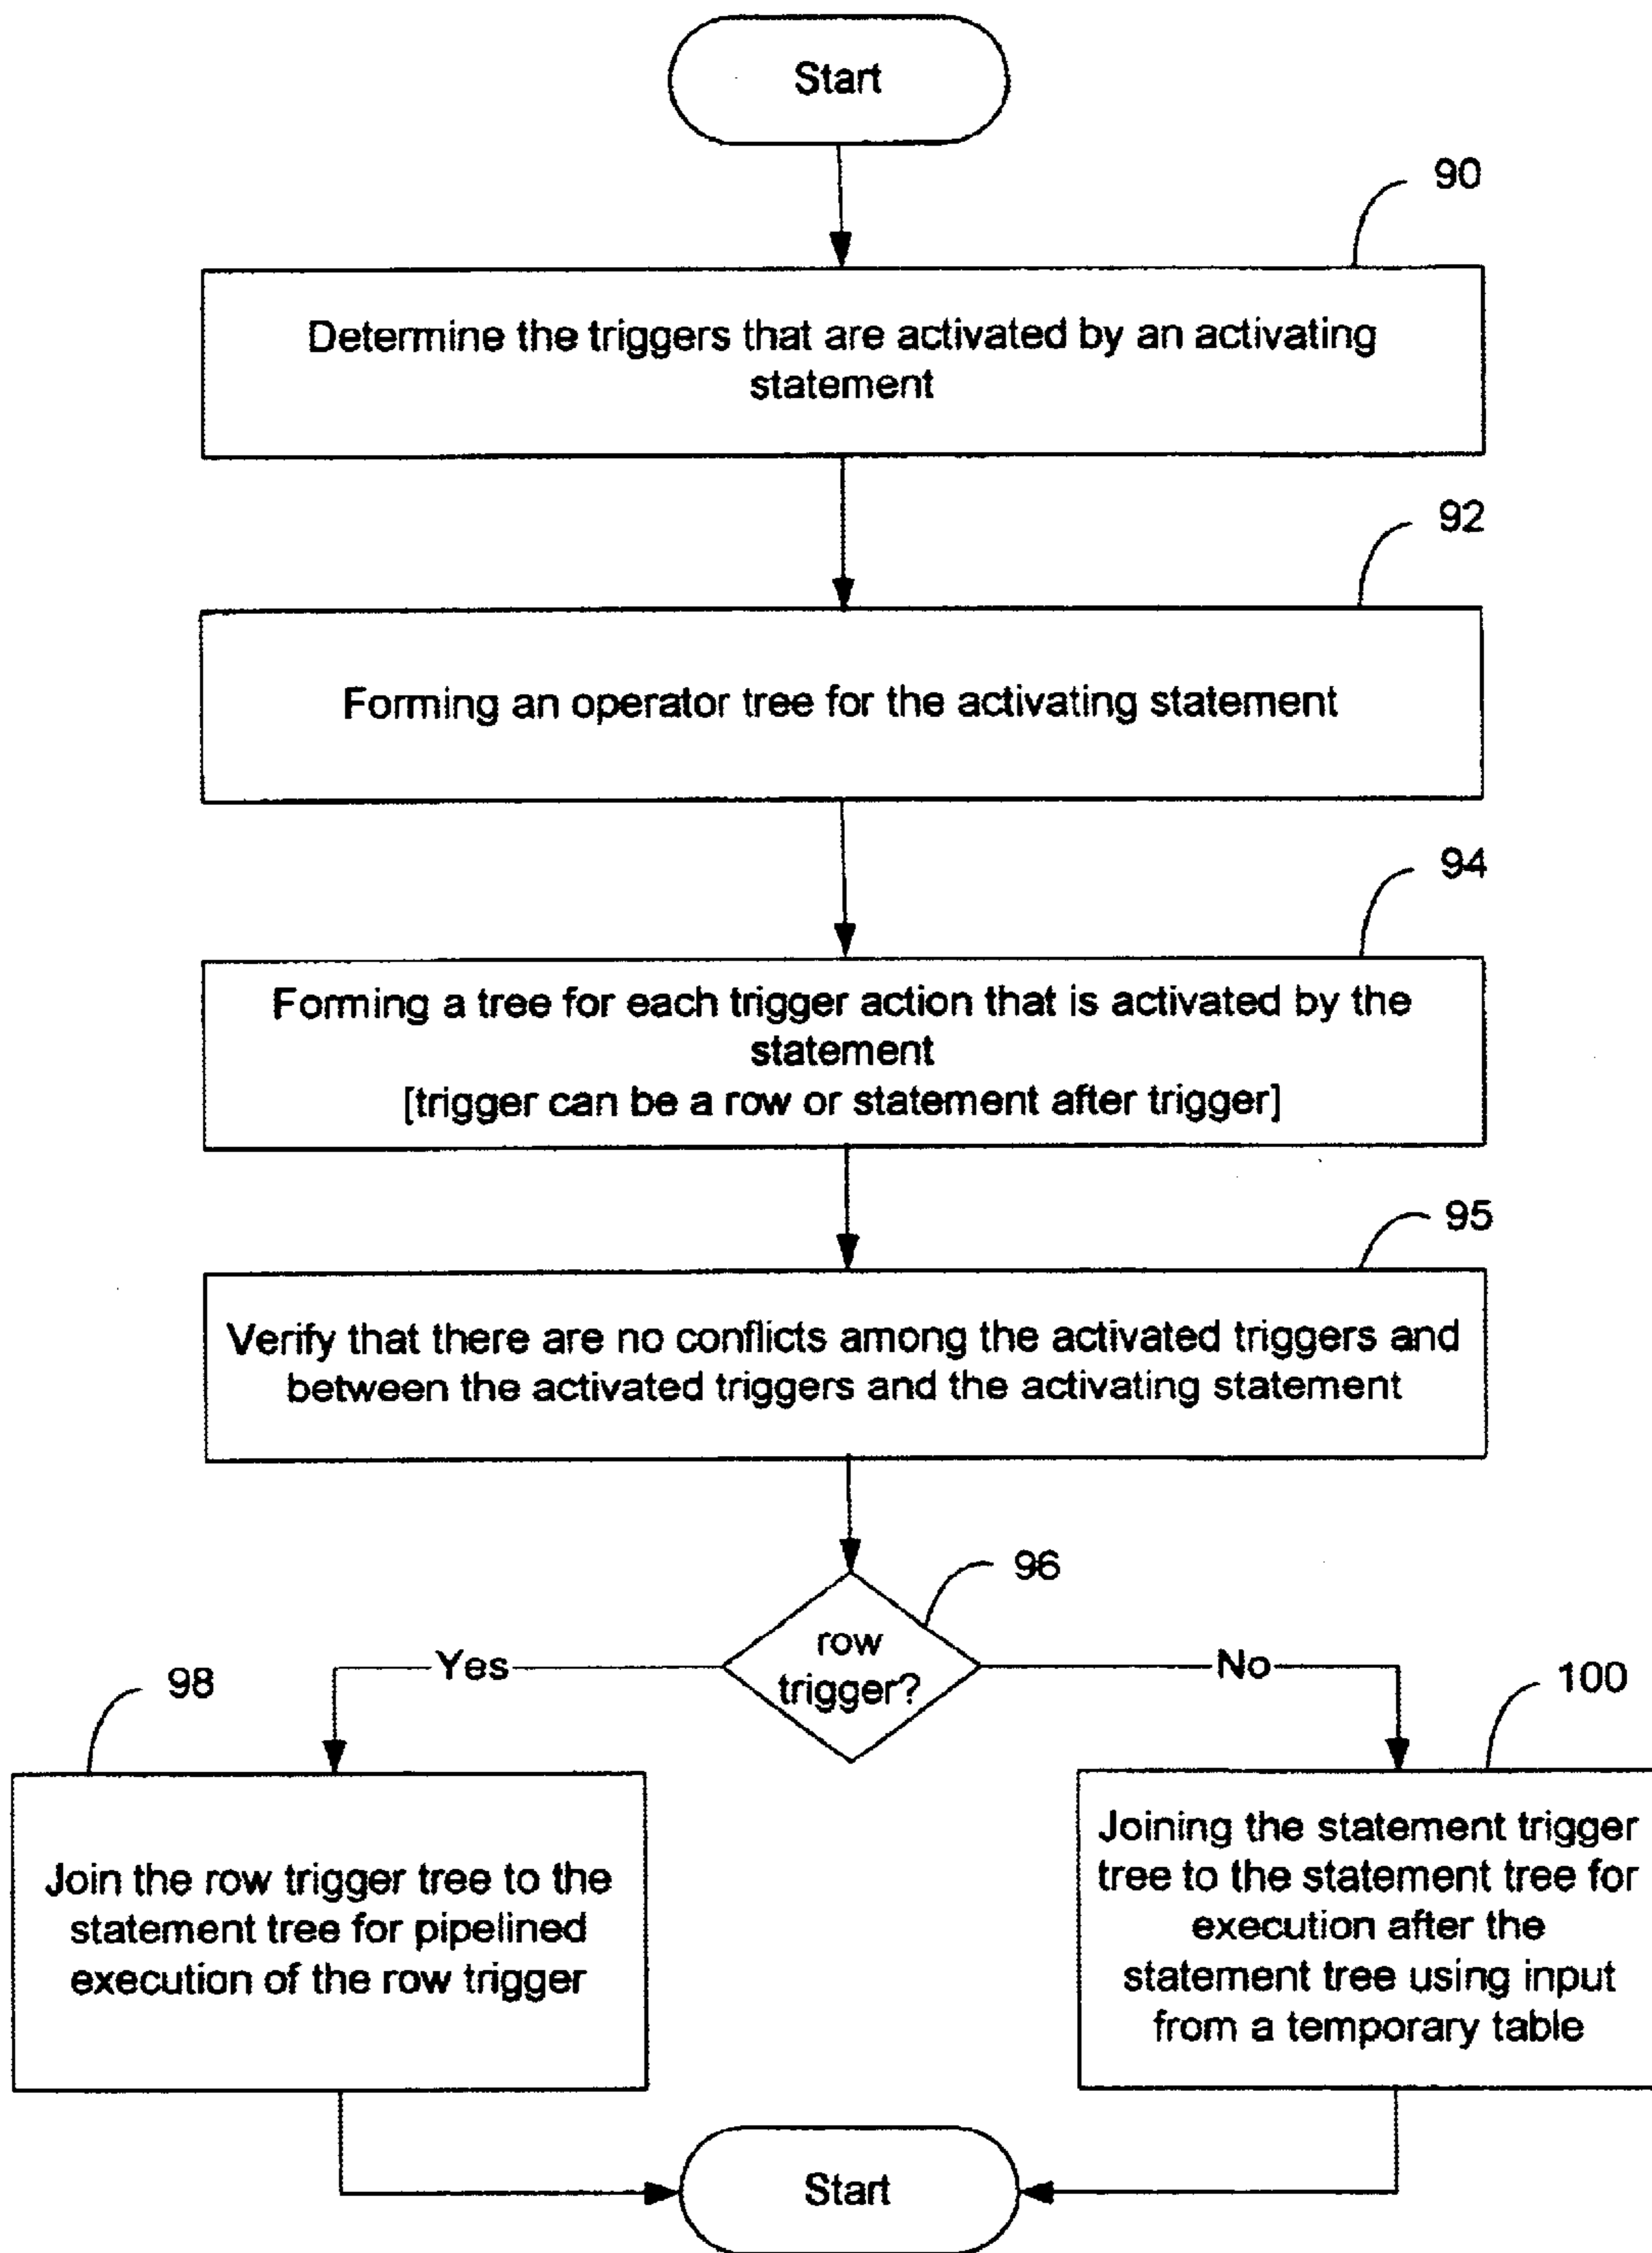 Start
90
Determine the triggers that are activated by an activating
statement
92
Forming an operator tree for the activating statement
94
Forming a tree for each trigger action that is activated by the
statement
[trigger can be a row or statement after trigger]
95
Verify that there are no conflicts among the activated triggers and
between the activated triggers and the activating statement
96
row
trigger?
Yes
No
98
Join the row trigger tree to the
statement tree for pipelined
execution of the row trigger
100
Joining the statement trigger
tree to the statement tree for
execution after the
statement tree using input
from a temporary table
Start